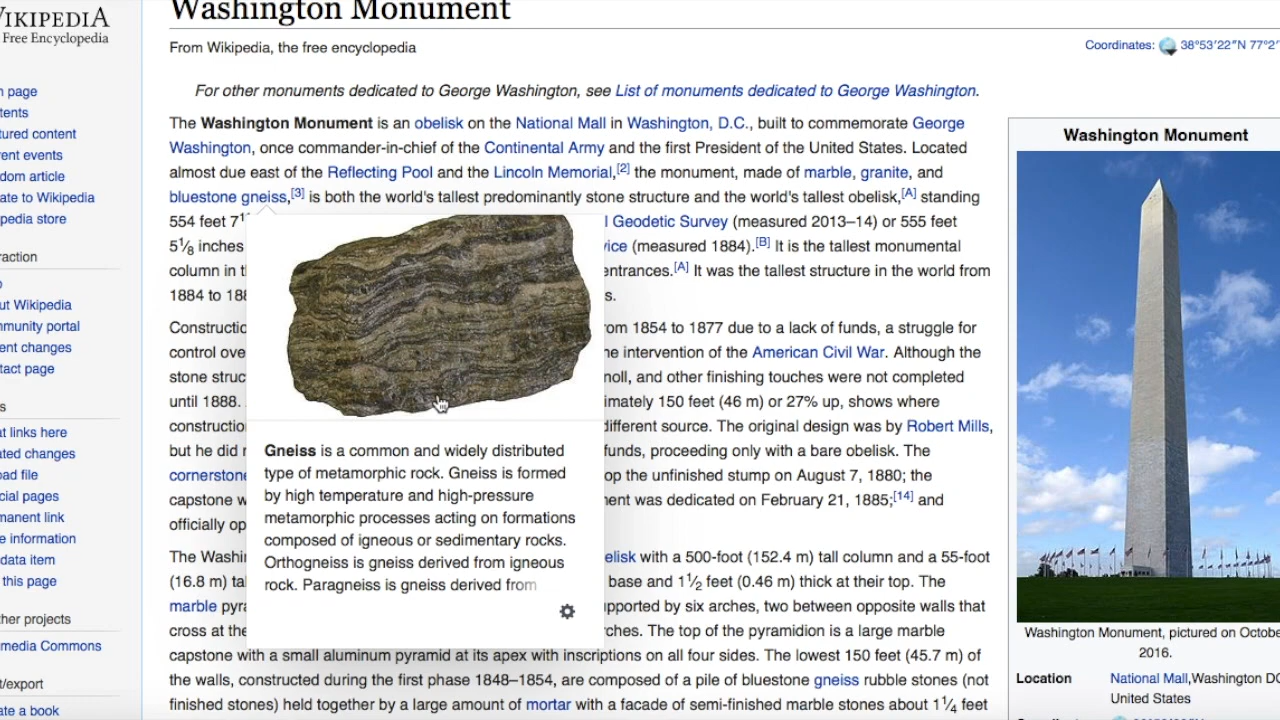 Washington Monument
WIKIPEDIA
Free Encyclopedia
From Wikipedia, the free encyclopedia
Coordinates: 38°53′22″N 77°2′
For other monuments dedicated to George Washington, see List of monuments dedicated to George Washington.
The Washington Monument is an obelisk on the National Mall in Washington, D.C., built to commemorate George
Washington, once commander-in-chief of the Continental Army and the first President of the United States. Located
almost due east of the Reflecting Pool and the Lincoln Memorial,[2] the monument, made of marble, granite, and
bluestone gneiss,[3] is both the world's tallest predominantly stone structure and the world's tallest obelisk,[A] standing
554 feet 7
l Geodetic Survey (measured 2013–14) or 555 feet
5 1⁄8 inches
vice (measured 1884).[B] It is the tallest monumental
column in t
entrances.[A] It was the tallest structure in the world from
1884 to 188
s.
Constructio
om 1854 to 1877 due to a lack of funds, a struggle for
control ove
he intervention of the American Civil War. Although the
stone struc
noll, and other finishing touches were not completed
until 1888.
imately 150 feet (46 m) or 27% up, shows where
constructio
different source. The original design was by Robert Mills,
but he did n
funds, proceeding only with a bare obelisk. The
cornerstone
op the unfinished stump on August 7, 1880; the
capstone w
ent was dedicated on February 21, 1885;[14] and
officially op
The Washin
elisk with a 500-foot (152.4 m) tall column and a 55-foot
(16.8 m) tal
base and 1 1⁄2 feet (0.46 m) thick at their top. The
marble pyra
pported by six arches, two between opposite walls that
cross at the
rches. The top of the pyramidion is a large marble
capstone with a small aluminum pyramid at its apex with inscriptions on all four sides. The lowest 150 feet (45.7 m) of
the walls, constructed during the first phase 1848–1854, are composed of a pile of bluestone gneiss rubble stones (not
finished stones) held together by a large amount of mortar with a facade of semi-finished marble stones about 1 1⁄4 feet
Gneiss is a common and widely distributed
type of metamorphic rock. Gneiss is formed
by high temperature and high-pressure
metamorphic processes acting on formations
composed of igneous or sedimentary rocks.
Orthogneiss is gneiss derived from igneous
rock. Paragneiss is gneiss derived from
n page
tents
tured content
rent events
dom article
ate to Wikipedia
pedia store
raction
ut Wikipedia
mmunity portal
ent changes
tact page
s
at links here
ated changes
oad file
cial pages
manent link
e information
data item
this page
ther projects
media Commons
t/export
ate a book
Washington Monument
Washington Monument, pictured on Octobe
2016.
Location National Mall,Washington DC
United States